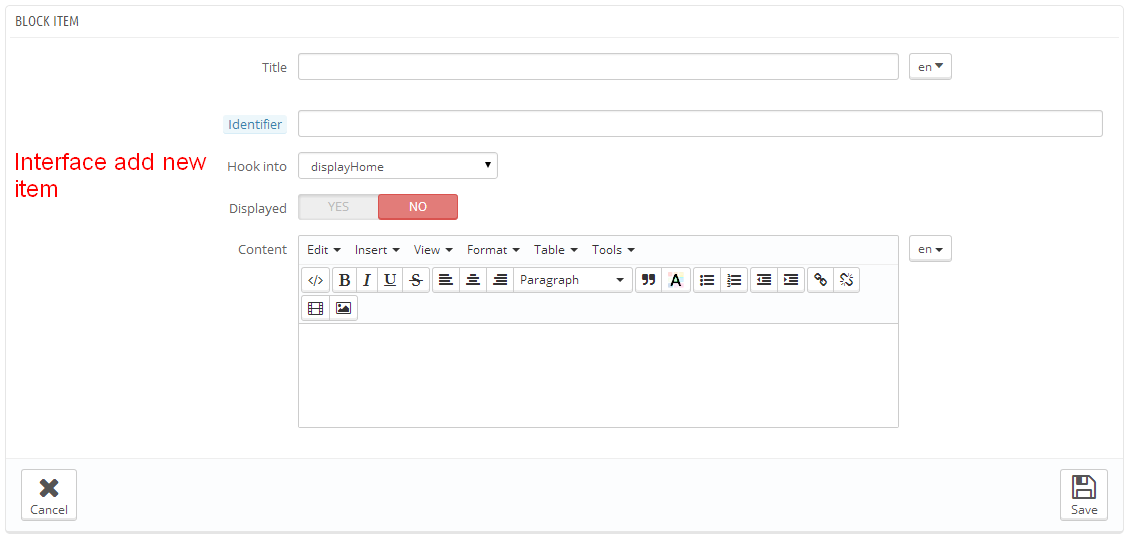 BLOCK ITEM
Title
en
Identifier
Interface add new
item
Hook into
displayHome
Displayed
YES
NO
Content
Edit Insert View Format Table Tools
en
</> B I U S Paragraph A
Cancel
Save